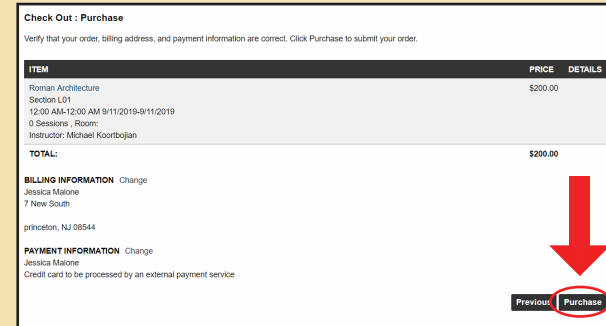 Check Out : Purchase
Verify that your order, billing address, and payment information are correct. Click Purchase to submit your order.
ITEM PRICE DETAILS
Roman Architecture $200.00
Section L01
12:00 AM-12:00 AM 9/11/2019-9/11/2019
0 Sessions , Room:
Instructor: Michael Koortbojian
TOTAL: $200.00
BILLING INFORMATION Change
Jessica Malone
7 New South
princeton, NJ 08544
PAYMENT INFORMATION Change
Jessica Malone
Credit card to be processed by an external payment service
Previous Purchase